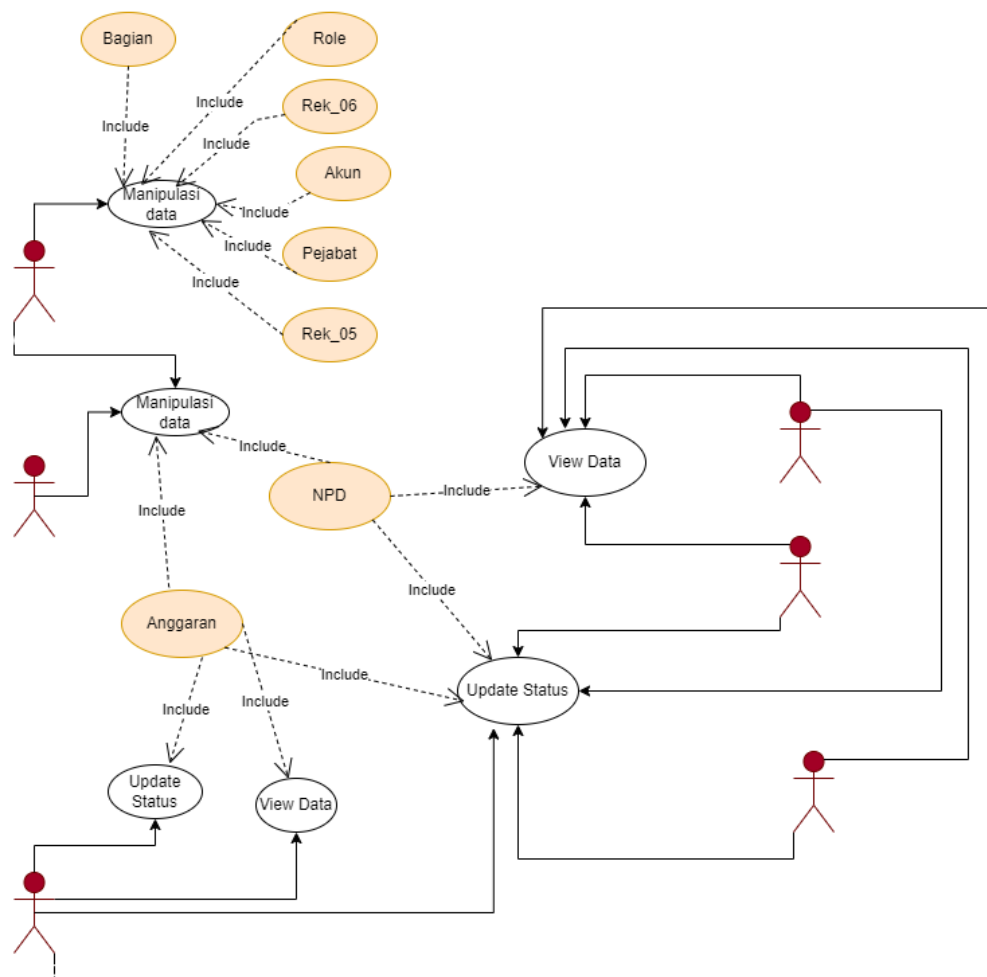 Bagian
Role
Include
Rek_06
Include
Include
Akun
Manipulasi
data
Include
Include
Pejabat
Include
Rek_05
Manipulasi
data
Include
View Data
NPD
Include
Include
Include
Anggaran
Include
Update Status
Include
Include
Update
Status
View Data